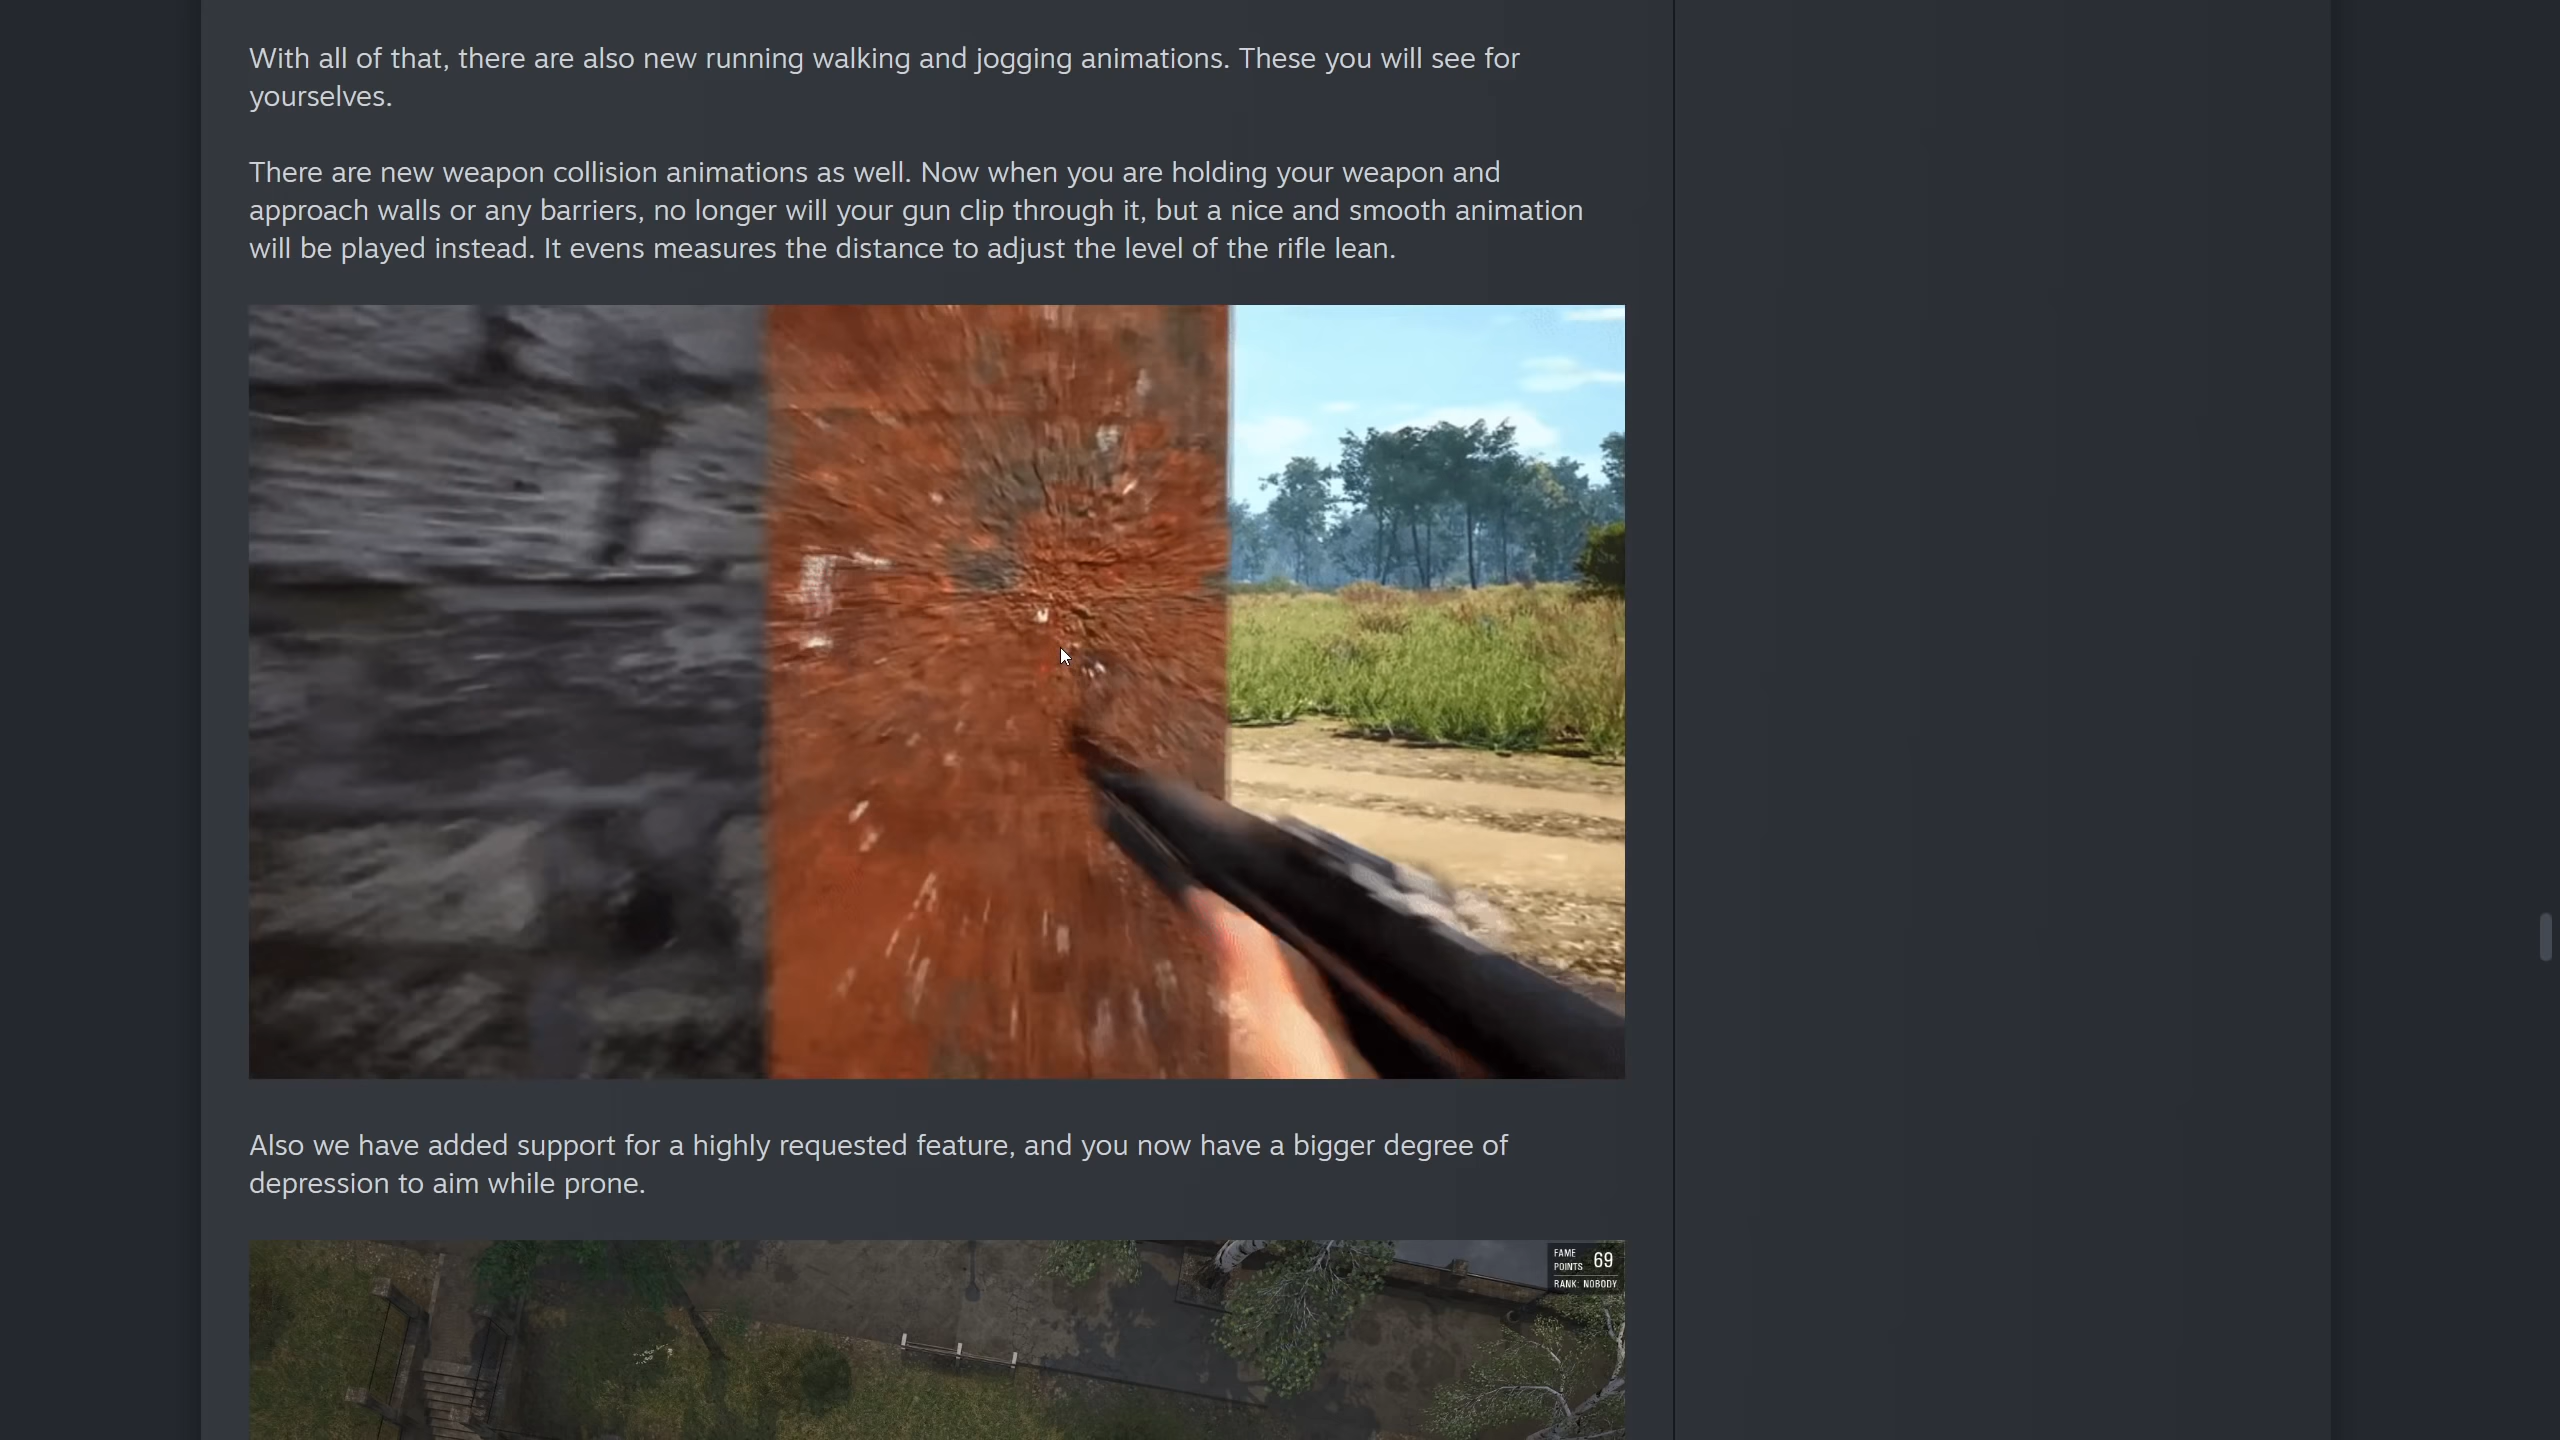 With all of that, there are also new running walking and jogging animations. These you will see for
yourselves.
There are new weapon collision animations as well. Now when you are holding your weapon and
approach walls or any barriers, no longer will your gun clip through it, but a nice and smooth animation
will be played instead. It evens measures the distance to adjust the level of the rifle lean.
Also we have added support for a highly requested feature, and you now have a bigger degree of
depression to aim while prone.
FAME
POINTS 69
RANK: NOBODY